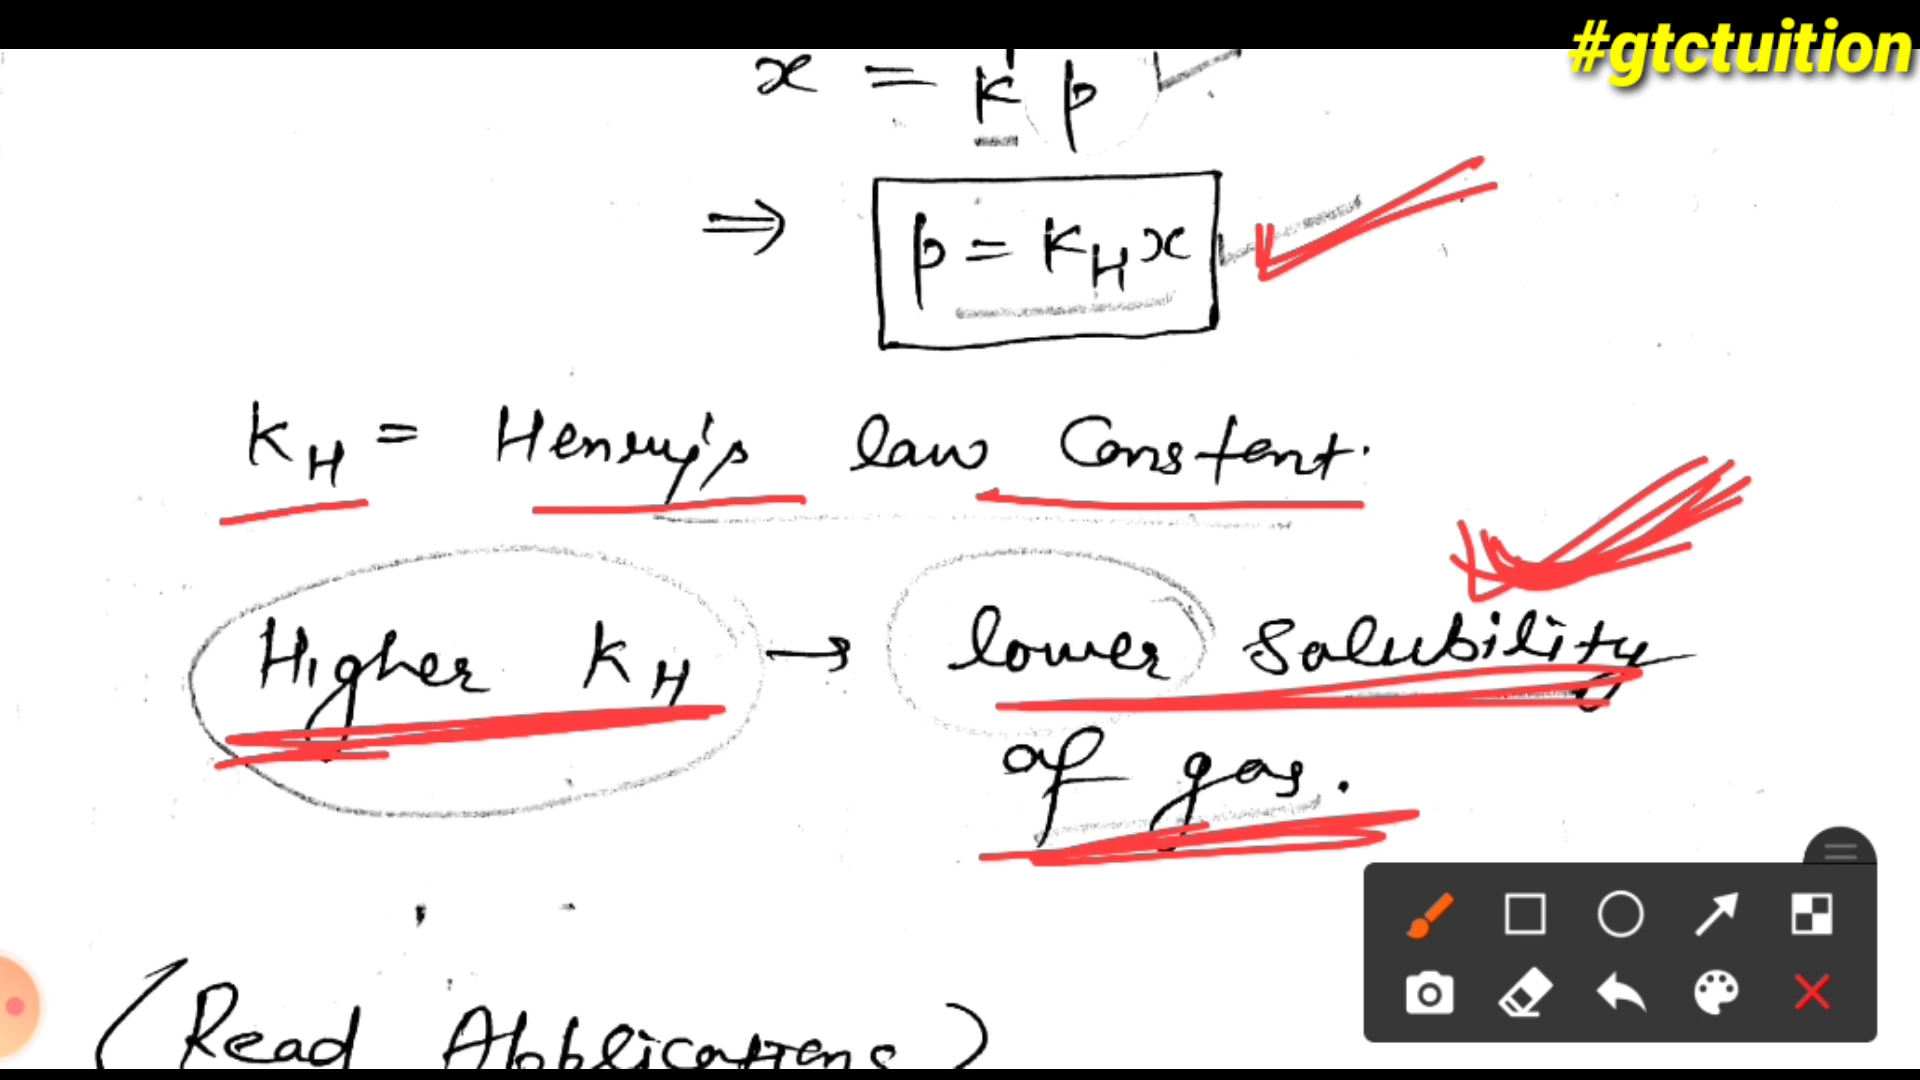 #gtctuition
x = k' p
⇒ p = KHx
KH = Henry's law Constant.
Higher KH → lower Solubility
of gas.
(Read Applications)